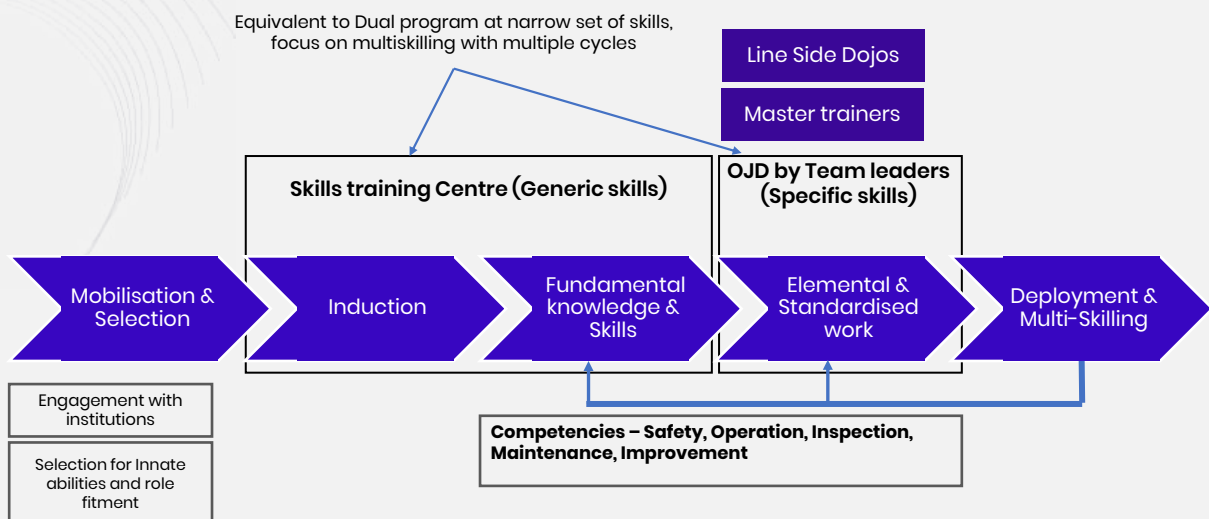 Equivalent to Dual program at narrow set of skills,
focus on multiskilling with multiple cycles
Line Side Dojos
Master trainers
Skills training Centre (Generic skills)
OJD by Team leaders
(Specific skills)
Mobilisation &
Selection
Induction
Fundamental
knowledge &
Skills
Elemental &
Standardised
work
Deployment &
Multi-Skilling
Engagement with
institutions
Selection for Innate
abilities and role
fitment
Competencies – Safety, Operation, Inspection,
Maintenance, Improvement